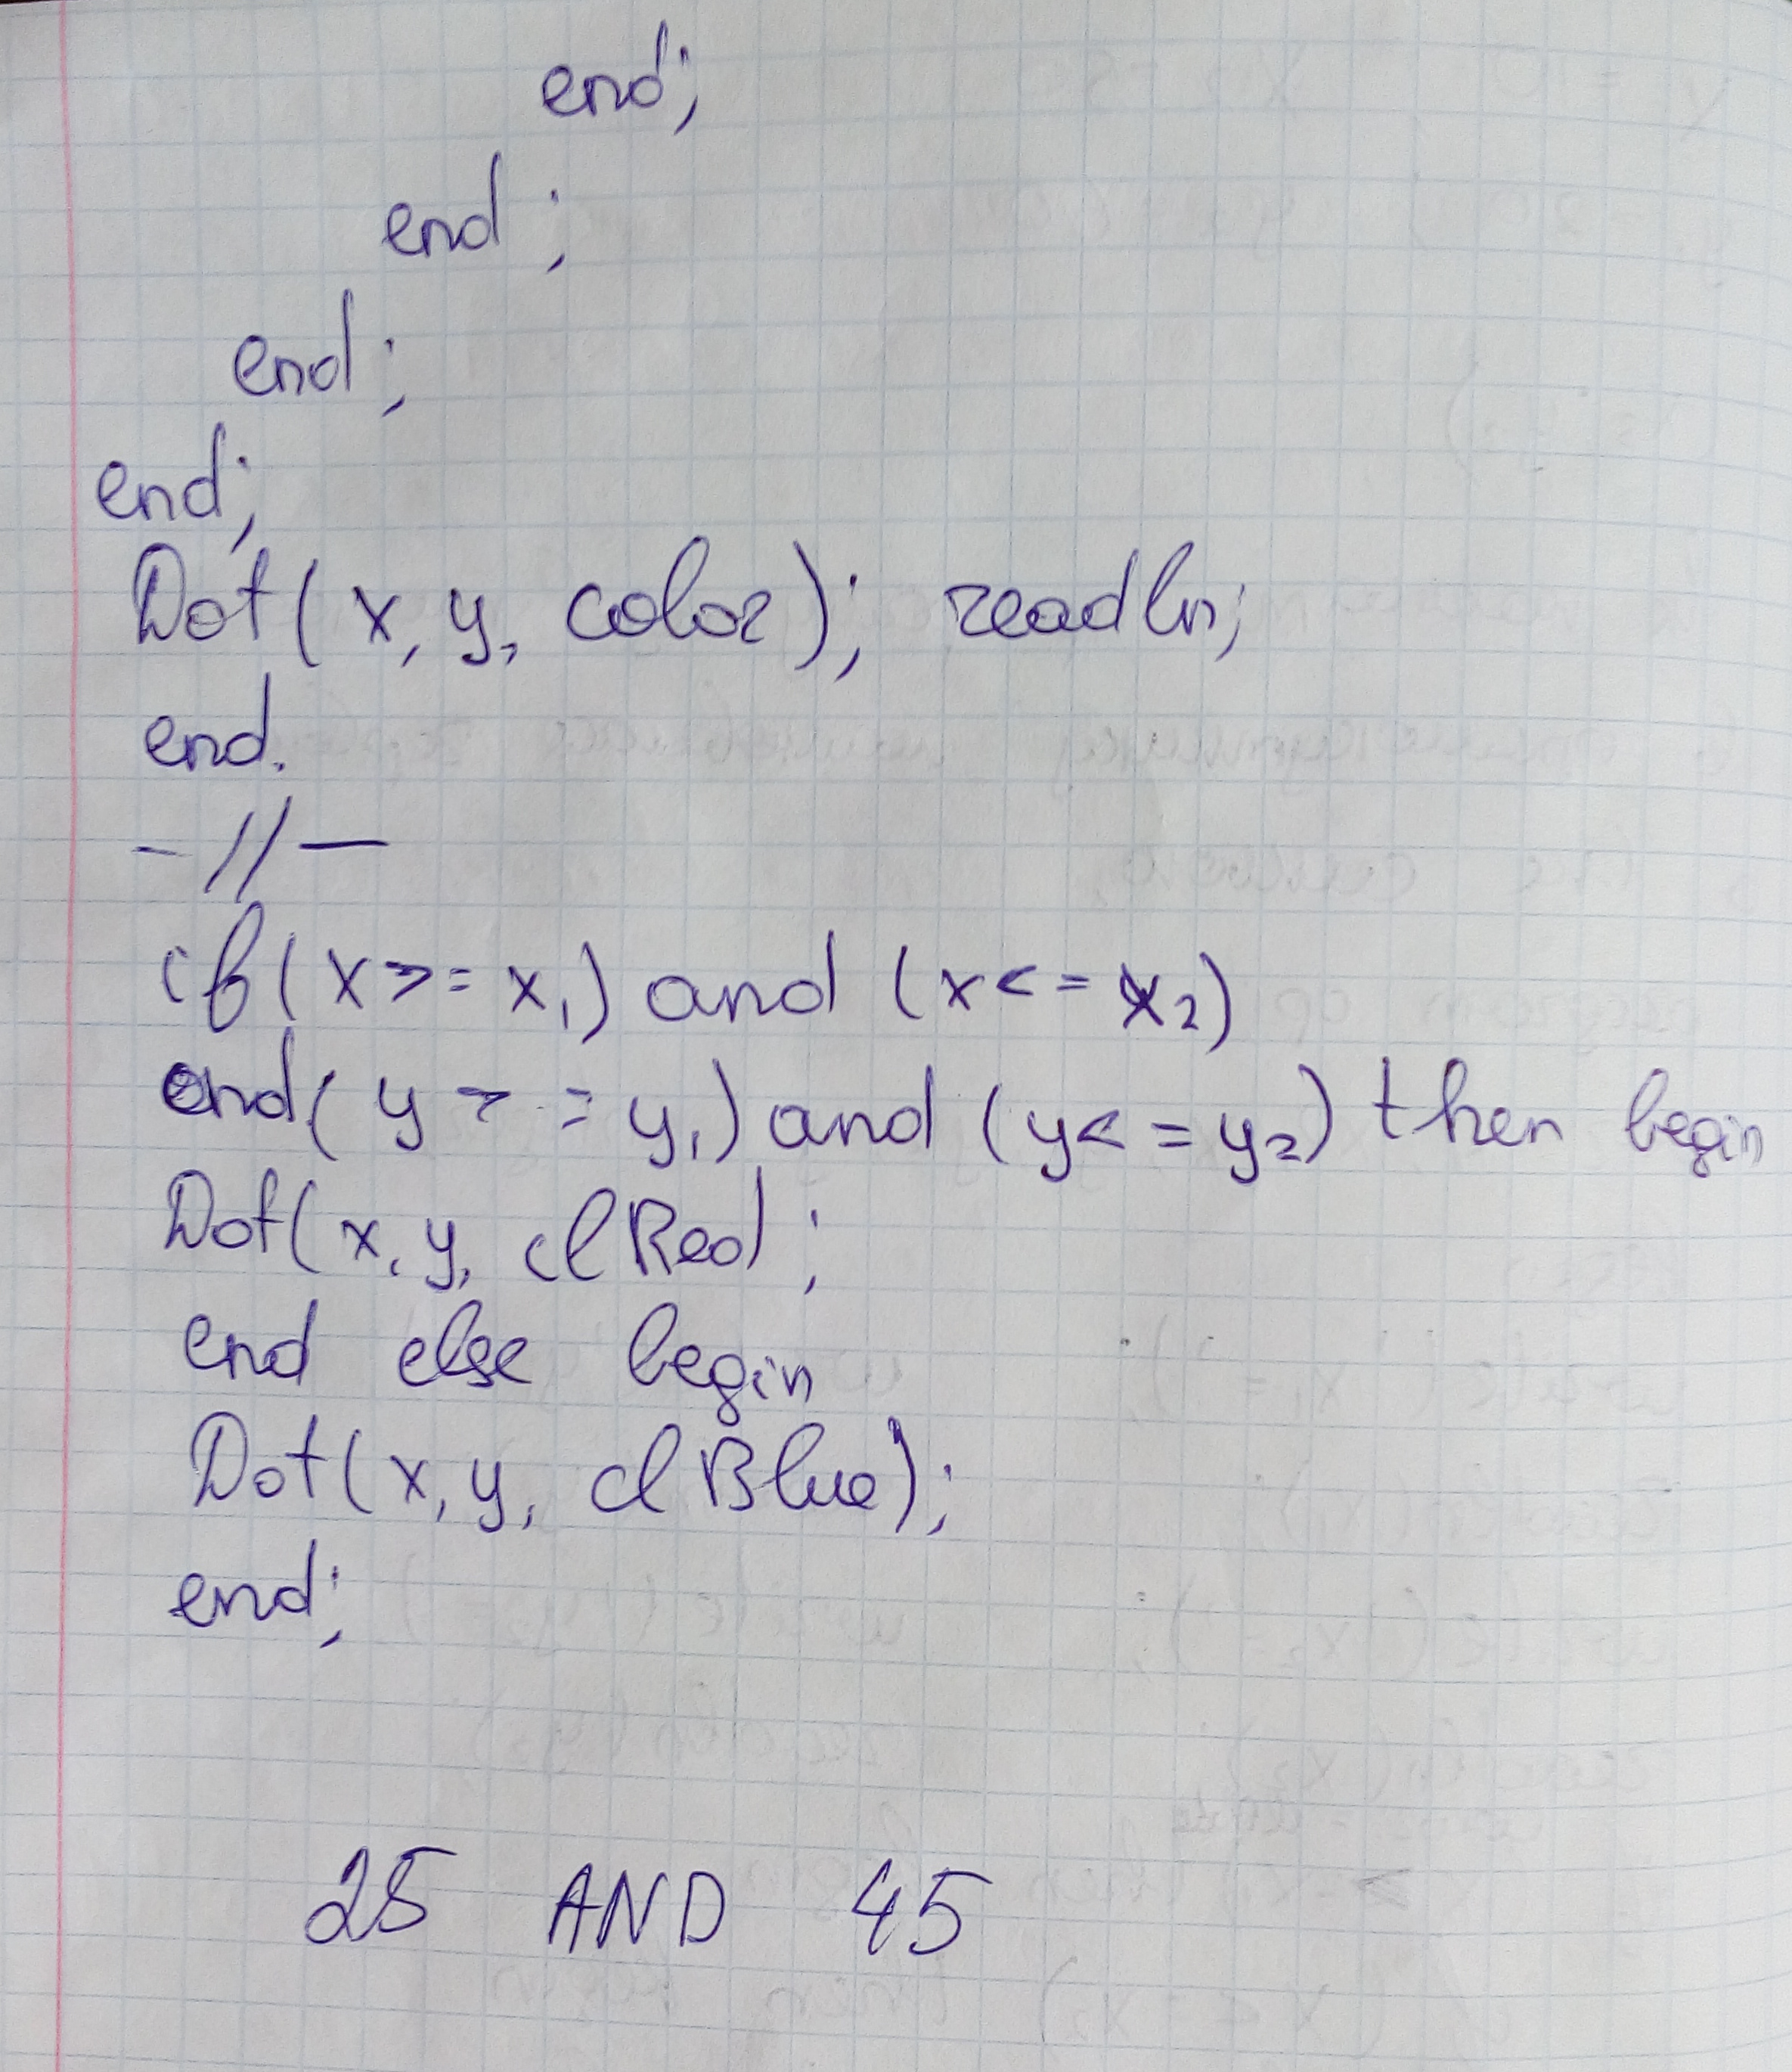 end;
end;
end;
end;
Dot(x, y, color); readln;
end.
-//-
if(x>=x1) and (x<=x2)
and(y>=y1) and (y<=y2) then begin
Dot(x, y, clRed);
end else begin
Dot(x, y, clBlue);
end;
25 AND 45